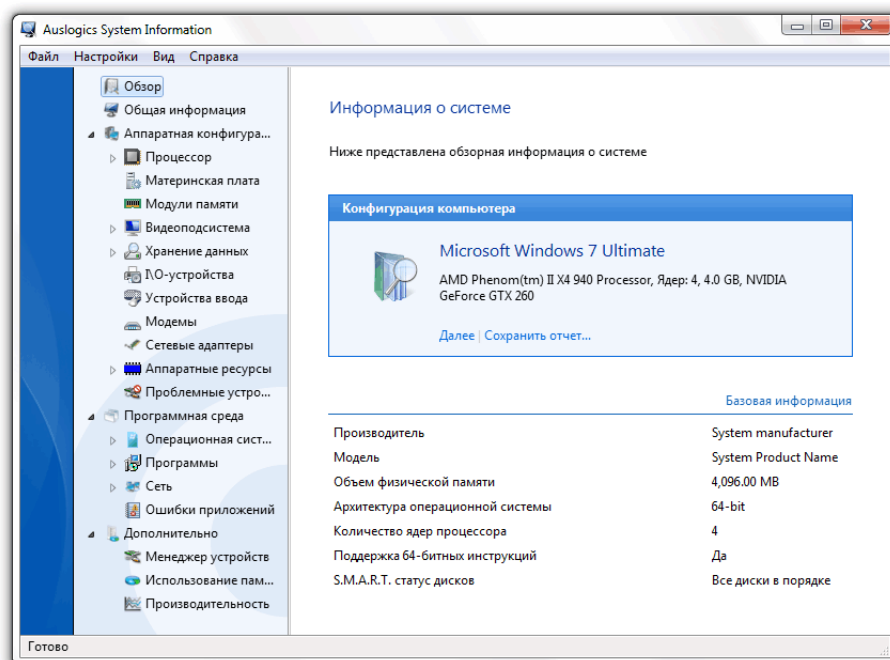 Auslogics System Information
Файл Настройки Вид Справка
Обзор
Общая информация
Аппаратная конфигура...
Процессор
Материнская плата
Модули памяти
Видеоподсистема
Хранение данных
I\O-устройства
Устройства ввода
Модемы
Сетевые адаптеры
Аппаратные ресурсы
Проблемные устро...
Программная среда
Операционная сист...
Программы
Сеть
Ошибки приложений
Дополнительно
Менеджер устройств
Использование пам...
Производительность
Информация о системе
Ниже представлена обзорная информация о системе
Конфигурация компьютера
Microsoft Windows 7 Ultimate
AMD Phenom(tm) II X4 940 Processor, Ядер: 4, 4.0 GB, NVIDIA
GeForce GTX 260
Далее | Сохранить отчет...
Базовая информация
Производитель System manufacturer
Модель System Product Name
Объем физической памяти 4,096.00 MB
Архитектура операционной системы 64-bit
Количество ядер процессора 4
Поддержка 64-битных инструкций Да
S.M.A.R.T. статус дисков Все диски в порядке
Готово